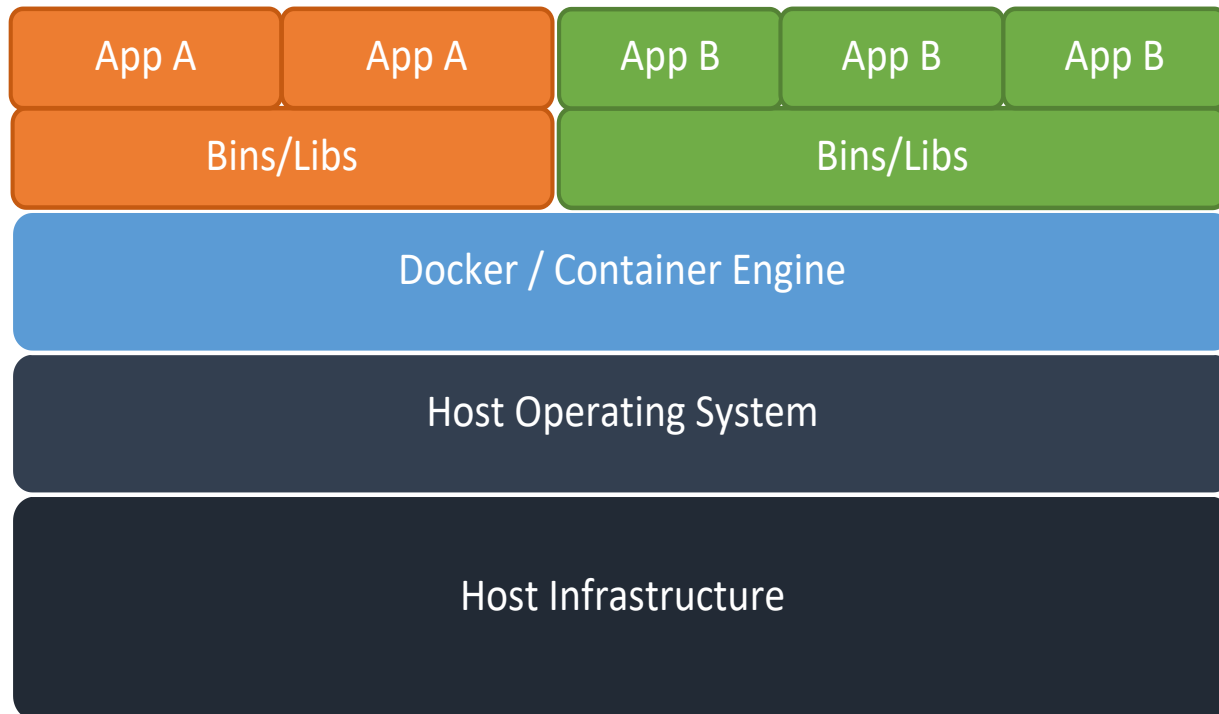 App A App A App B App B App B
Bins/Libs Bins/Libs
Docker / Container Engine
Host Operating System
Host Infrastructure